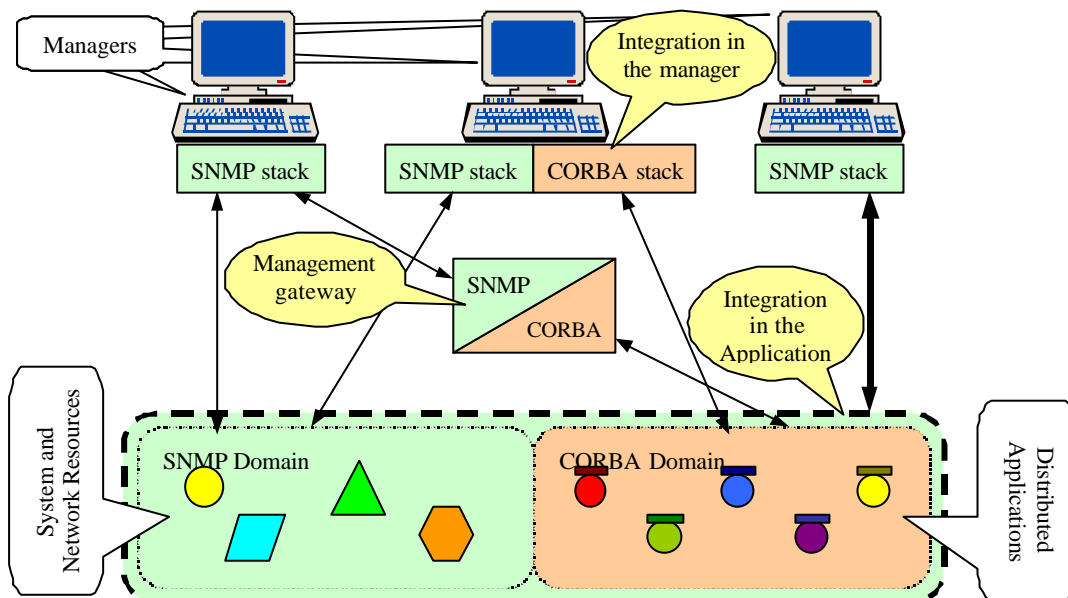 Managers
Integration in
the manager
SNMP stack
SNMP stack
CORBA stack
SNMP stack
Management
gateway
SNMP
CORBA
Integration
in the
Application
System and
Network Resources
SNMP Domain
CORBA Domain
Distributed
Applications